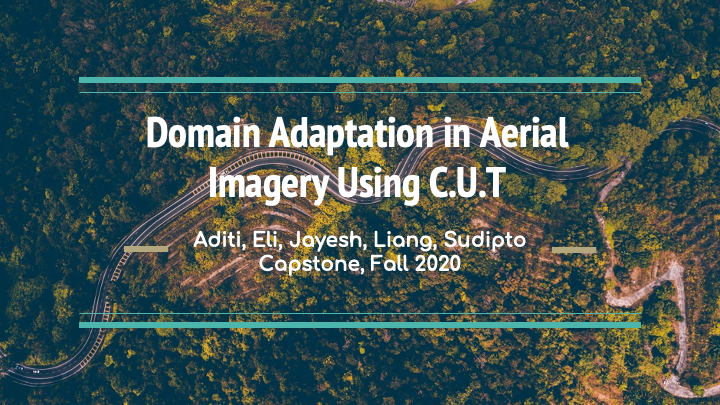 Domain Adaptation in Aerial
Imagery Using C.U.T
Aditi, Eli, Jayesh, Liang, Sudipto
Capstone, Fall 2020